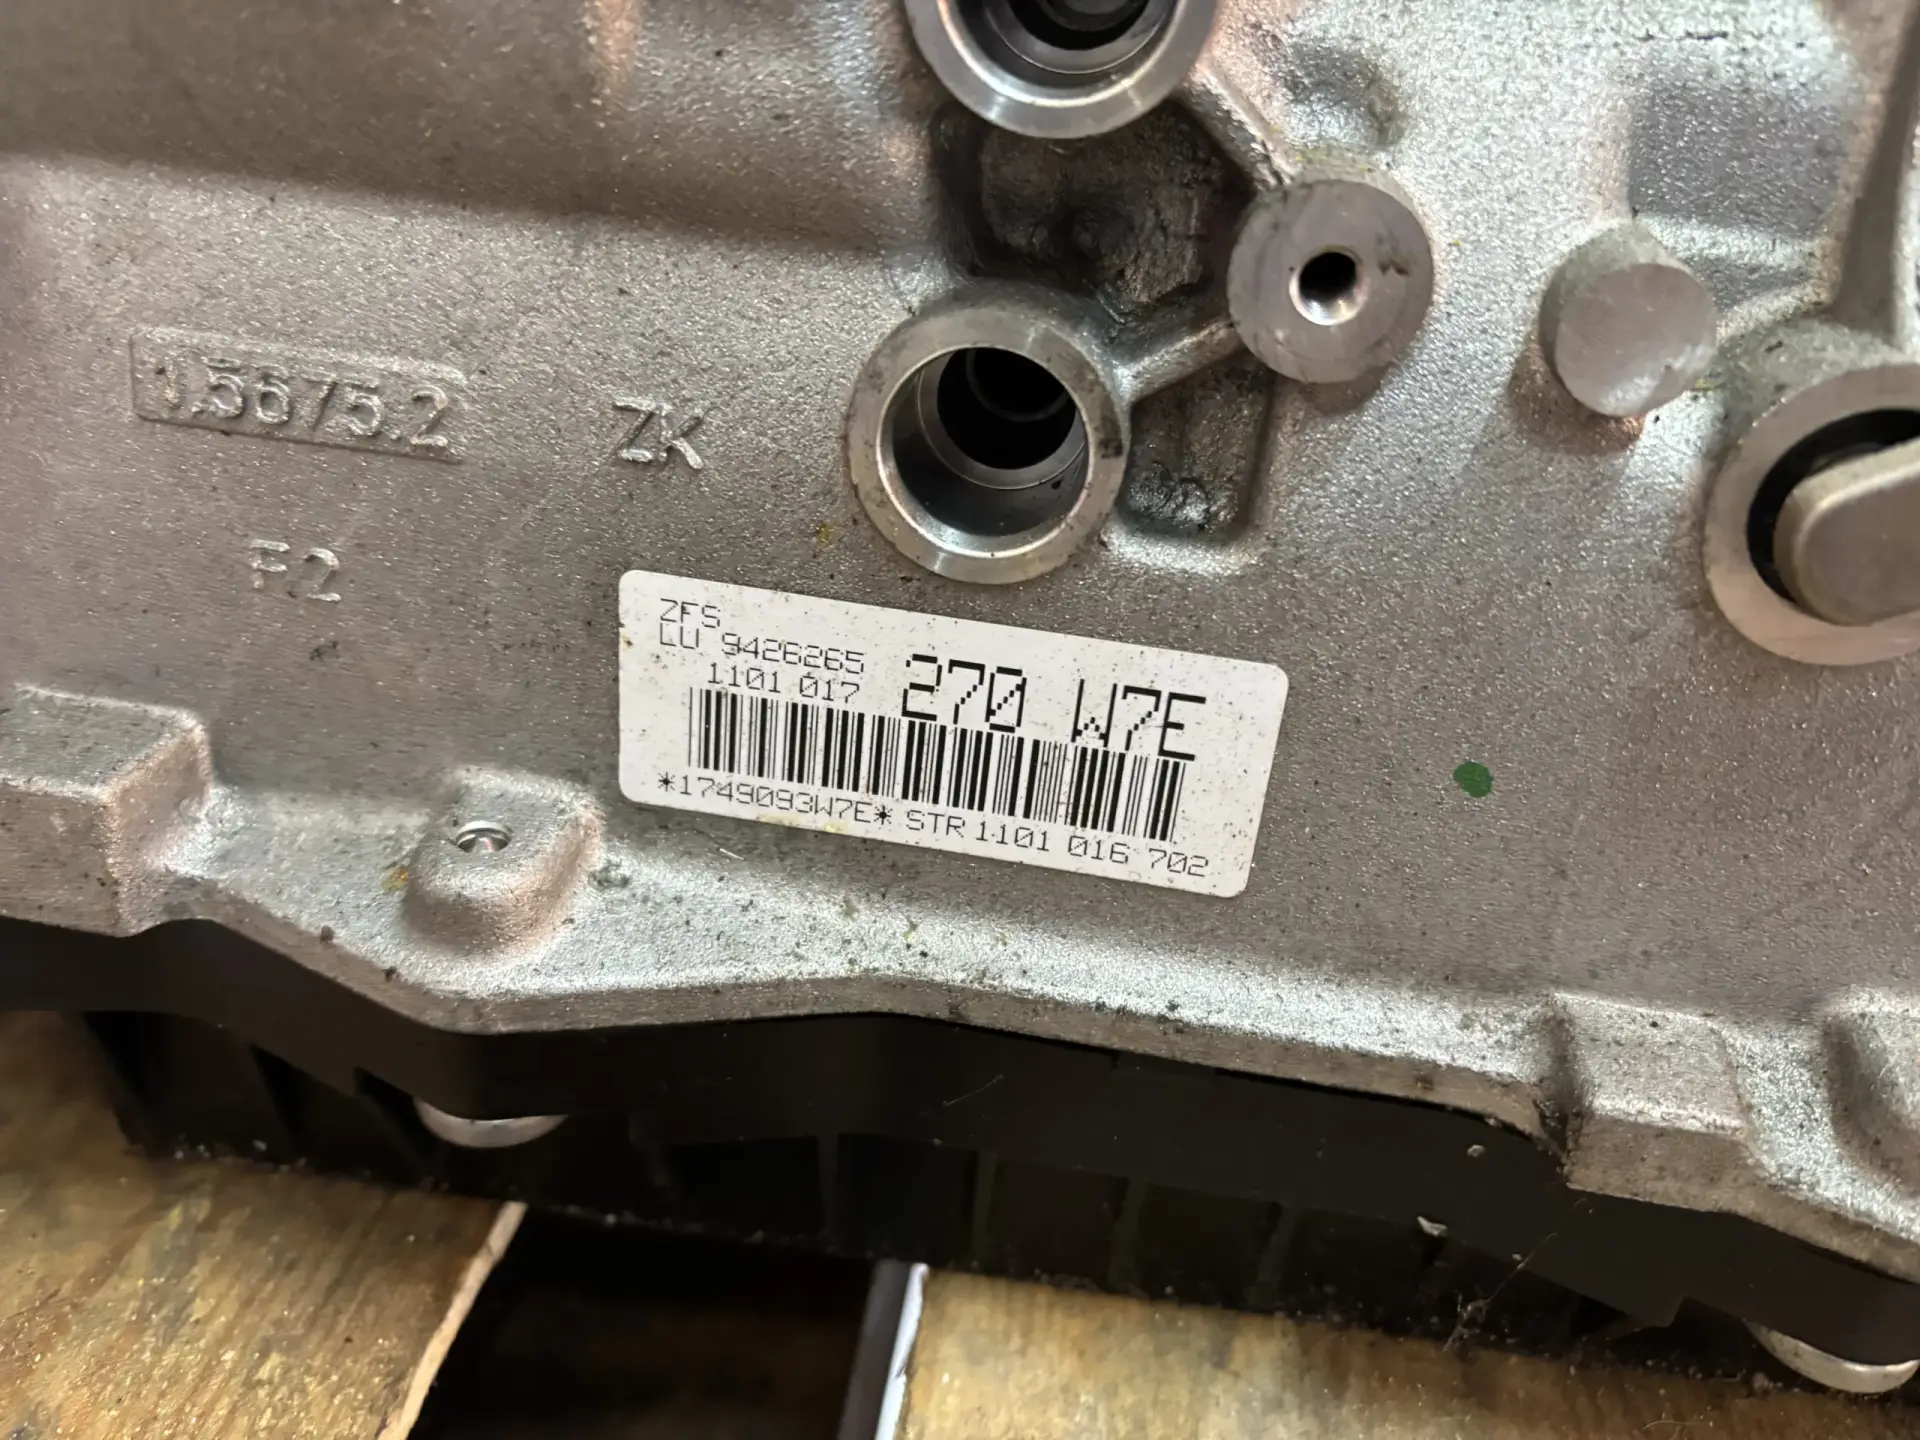 1.5675.2
ZK
F2
ZFS
LU 9426265
1101 017 270 W7E
*1749093W7E* STR 1101 016 702